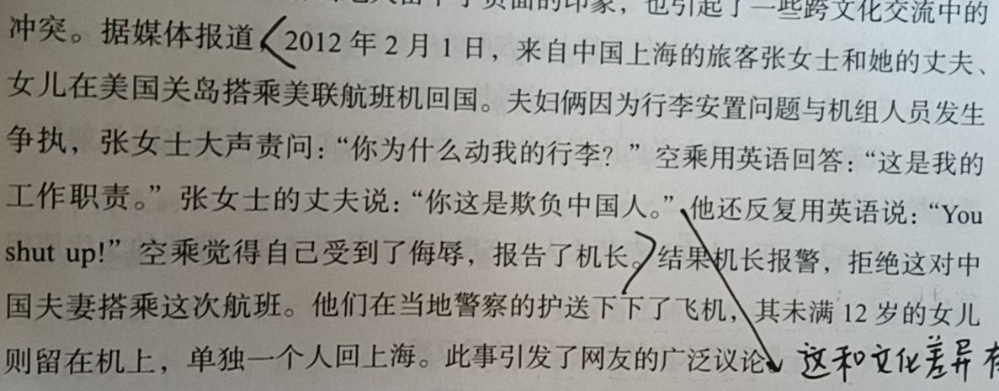 的印象，也引起了一些跨文化交流中的
冲突。据媒体报道，2012年2月1日，来自中国上海的旅客张女士和她的丈夫、
女儿在美国关岛搭乘美联航班机回国。夫妇俩因为行李安置问题与机组人员发生
争执，张女士大声责问：“你为什么动我的行李？”空乘用英语回答：“这是我的
工作职责。”张女士的丈夫说：“你这是欺负中国人。”他还反复用英语说：“You
shut up!”空乘觉得自己受到了侮辱，报告了机长。结果机长报警，拒绝这对中
国夫妻搭乘这次航班。他们在当地警察的护送下下了飞机，其未满12岁的女儿
则留在机上，单独一个人回上海。此事引发了网友的广泛议论。这和文化差异